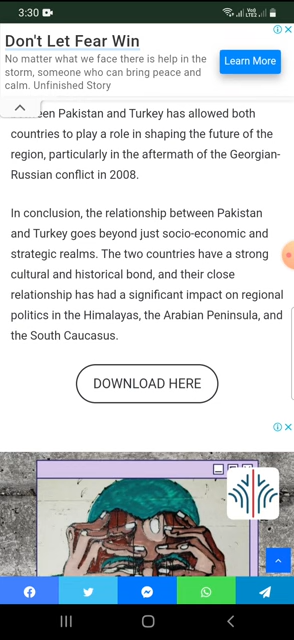 3:30
Don't Let Fear Win
No matter what we face there is help in the
storm, someone who can bring peace and
calm. Unfinished Story
Learn More
between Pakistan and Turkey has allowed both
countries to play a role in shaping the future of the
region, particularly in the aftermath of the Georgian-
Russian conflict in 2008.
In conclusion, the relationship between Pakistan
and Turkey goes beyond just socio-economic and
strategic realms. The two countries have a strong
cultural and historical bond, and their close
relationship has had a significant impact on regional
politics in the Himalayas, the Arabian Peninsula, and
the South Caucasus.
DOWNLOAD HERE